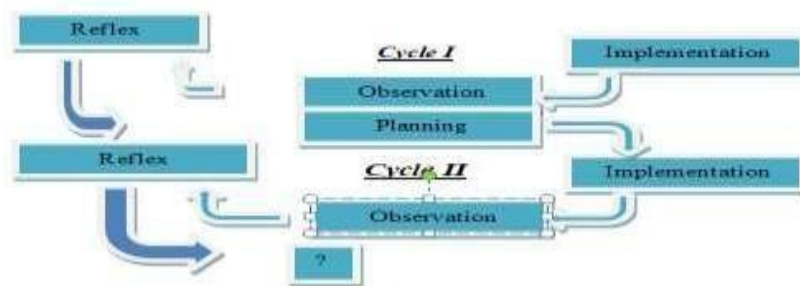 Reflex
Cycle I
Implementation
Observation
Planning
Reflex
Cycle II
Implementation
Observation
?